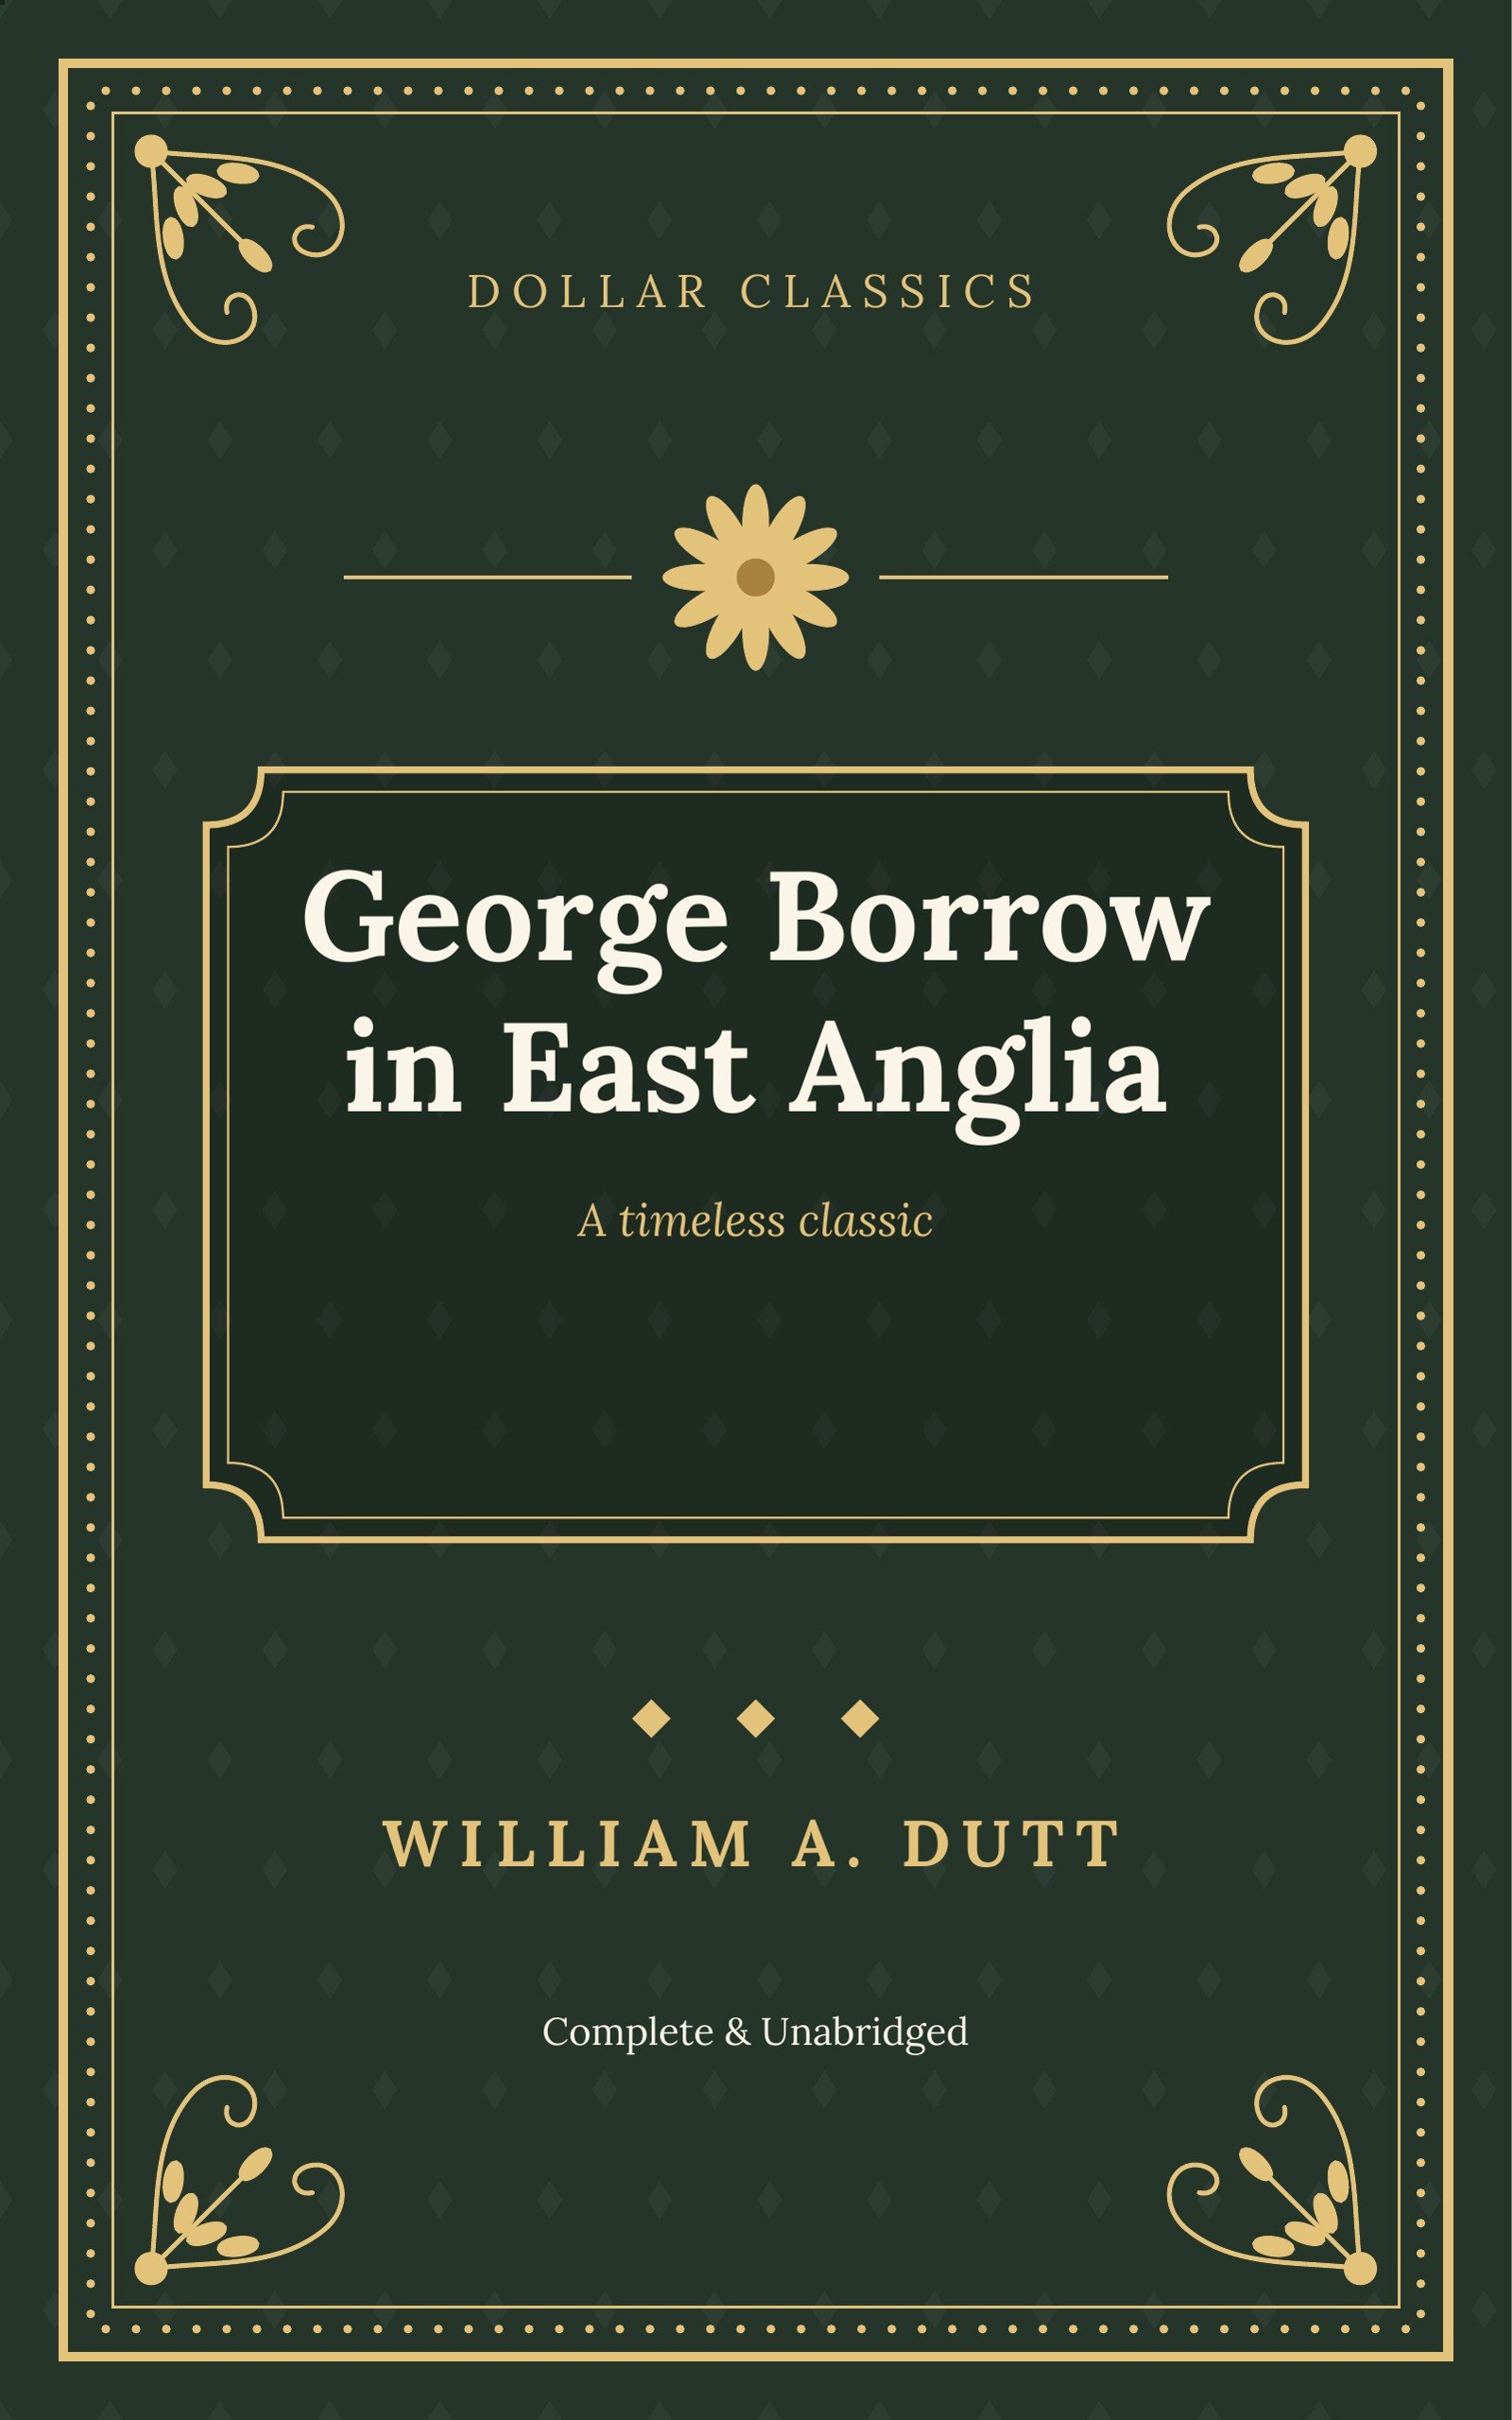 DOLLAR CLASSICS
George Borrow
in East Anglia
A timeless classic
WILLIAM A. DUTT
Complete & Unabridged